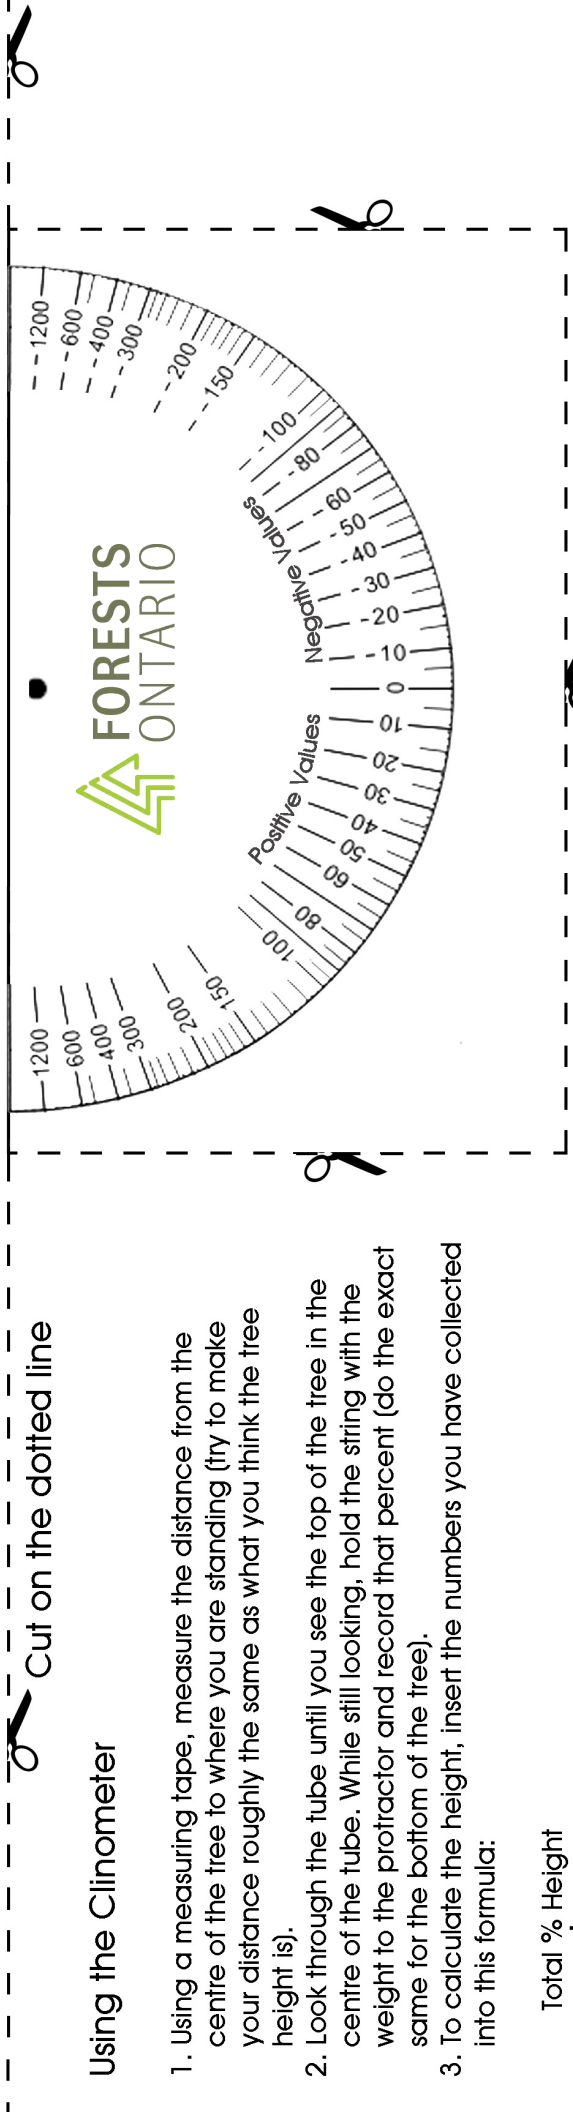 Cut on the dotted line
Using the Clinometer
1. Using a measuring tape, measure the distance from the
centre of the tree to where you are standing (try to make
your distance roughly the same as what you think the tree
height is).
2. Look through the tube until you see the top of the tree in the
centre of the tube. While still looking, hold the string with the
weight to the protractor and record that percent (do the exact
same for the bottom of the tree).
3. To calculate the height, insert the numbers you have collected
into this formula:
Total % Height
FORESTS
ONTARIO
Positive Values
Negative Values
1200
600
400
300
200
150
100
80
60
50
40
30
20
10
0
-10
-20
-30
-40
-50
-60
-80
-100
-150
-200
-300
-400
-600
-1200